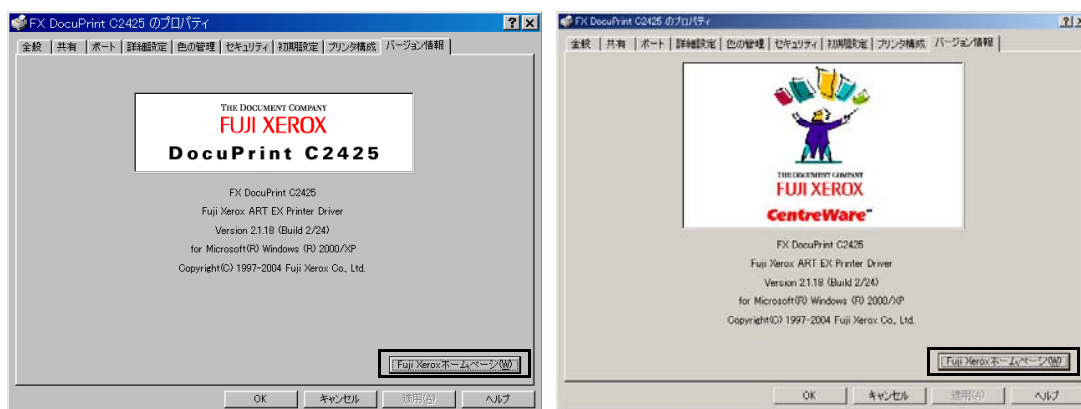 FX DocuPrint C2425 のプロパティ
全般 共有 ポート 詳細設定 色の管理 セキュリティ 初期設定 プリンタ構成 バージョン情報
THE DOCUMENT COMPANY
FUJI XEROX
DocuPrint C2425
FX DocuPrint C2425
Fuji Xerox ART EX Printer Driver
Version 2.1.18 (Build 2/24)
for Microsoft(R) Windows (R) 2000/XP
Copyright(C) 1997-2004 Fuji Xerox Co., Ltd.
Fuji Xeroxホームページ(W)
OK キャンセル 適用(A) ヘルプ
FX DocuPrint C2425 のプロパティ
全般 共有 ポート 詳細設定 色の管理 セキュリティ 初期設定 プリンタ構成 バージョン情報
THE DOCUMENT COMPANY
FUJI XEROX
CentreWare™
FX DocuPrint C2425
Fuji Xerox ART EX Printer Driver
Version 2.1.18 (Build 2/24)
for Microsoft(R) Windows (R) 2000/XP
Copyright(C) 1997-2004 Fuji Xerox Co., Ltd.
Fuji Xeroxホームページ(W)
OK キャンセル 適用(A) ヘルプ